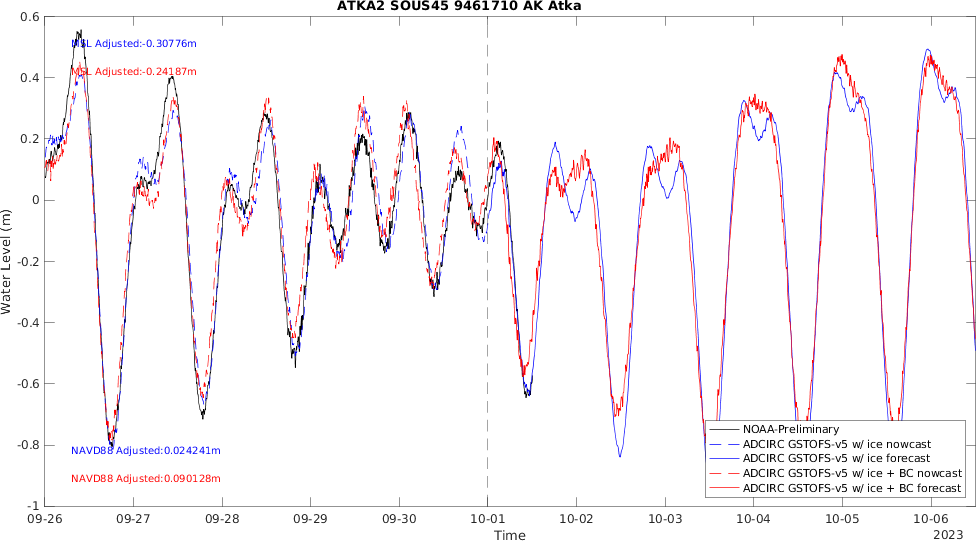 ATKA2 SOUS45 9461710 AK Atka
0.6
0.4
0.2
0
-0.2
-0.4
-0.6
-0.8
-1
Water Level (m)
MSL Adjusted:-0.30776m
MSL Adjusted:-0.24187m
NAVD88 Adjusted:0.024241m
NAVD88 Adjusted:0.090128m
NOAA-Preliminary
ADCIRC GSTOFS-v5 w/ ice nowcast
ADCIRC GSTOFS-v5 w/ ice forecast
ADCIRC GSTOFS-v5 w/ ice + BC nowcast
ADCIRC GSTOFS-v5 w/ ice + BC forecast
09-26 09-27 09-28 09-29 09-30 10-01 10-02 10-03 10-04 10-05 10-06
Time
2023